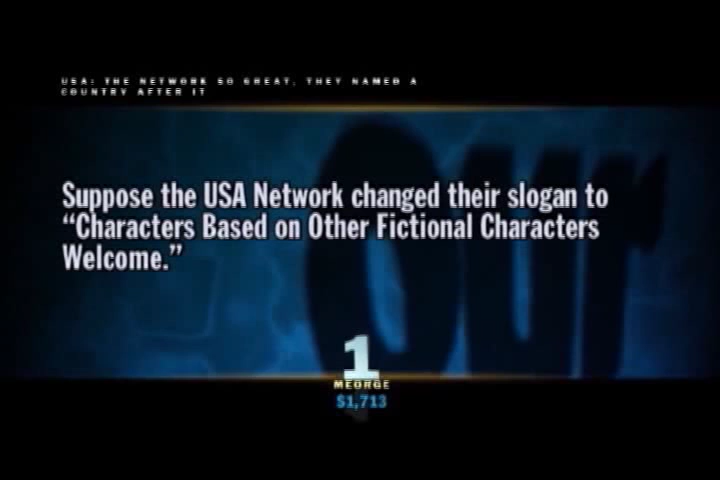 USA: THE NETWORK SO GREAT, THEY NAMED A
COUNTRY AFTER IT
Suppose the USA Network changed their slogan to
“Characters Based on Other Fictional Characters
Welcome.”
our
1
MEORGE
$1,713